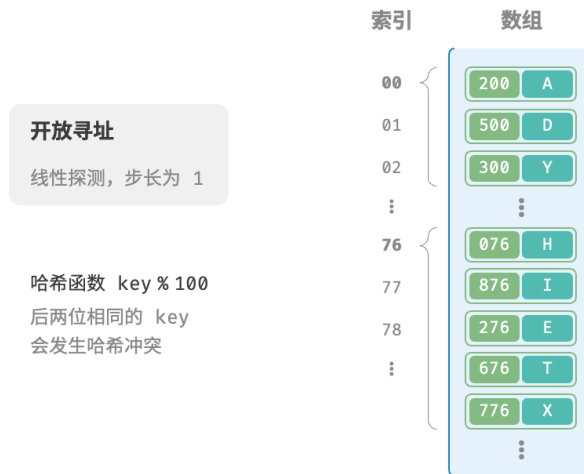 索引 数组
开放寻址
线性探测，步长为 1
哈希函数 key % 100
后两位相同的 key
会发生哈希冲突
00 200 A
01 500 D
02 300 Y
⋮ ⋮
76 076 H
77 876 I
78 276 E
⋮ 676 T
776 X
⋮